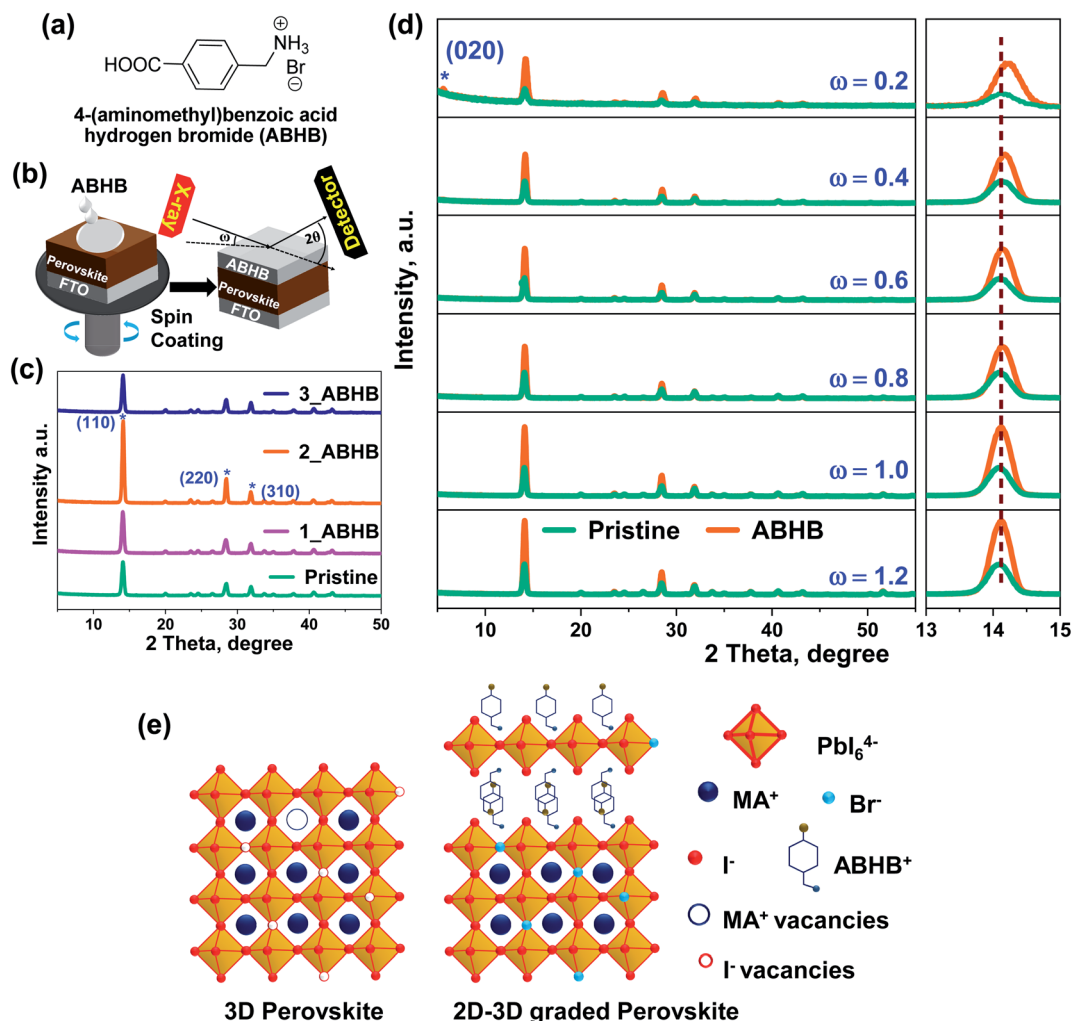 (a)
⊕
NH₃
HOOC
Br
⊖
4-(aminomethyl)benzoic acid
hydrogen bromide (ABHB)
(b)
ABHB
X-ray
Detector
ω
2θ
Perovskite
FTO
ABHB
Perovskite
FTO
Spin
Coating
(c)
3_ABHB
(110)
*
2_ABHB
(220)
*
*
(310)
1_ABHB
Pristine
Intensity a.u.
10 20 30 40 50
2 Theta, degree
(d)
(020)
*
ω = 0.2
ω = 0.4
ω = 0.6
ω = 0.8
ω = 1.0
Pristine ABHB
ω = 1.2
Intensity, a.u.
10 20 30 40 50
13 14 15
2 Theta, degree
(e)
PbI₆⁴⁻
MA⁺
Br⁻
I⁻
ABHB⁺
MA⁺ vacancies
I⁻ vacancies
3D Perovskite
2D-3D graded Perovskite